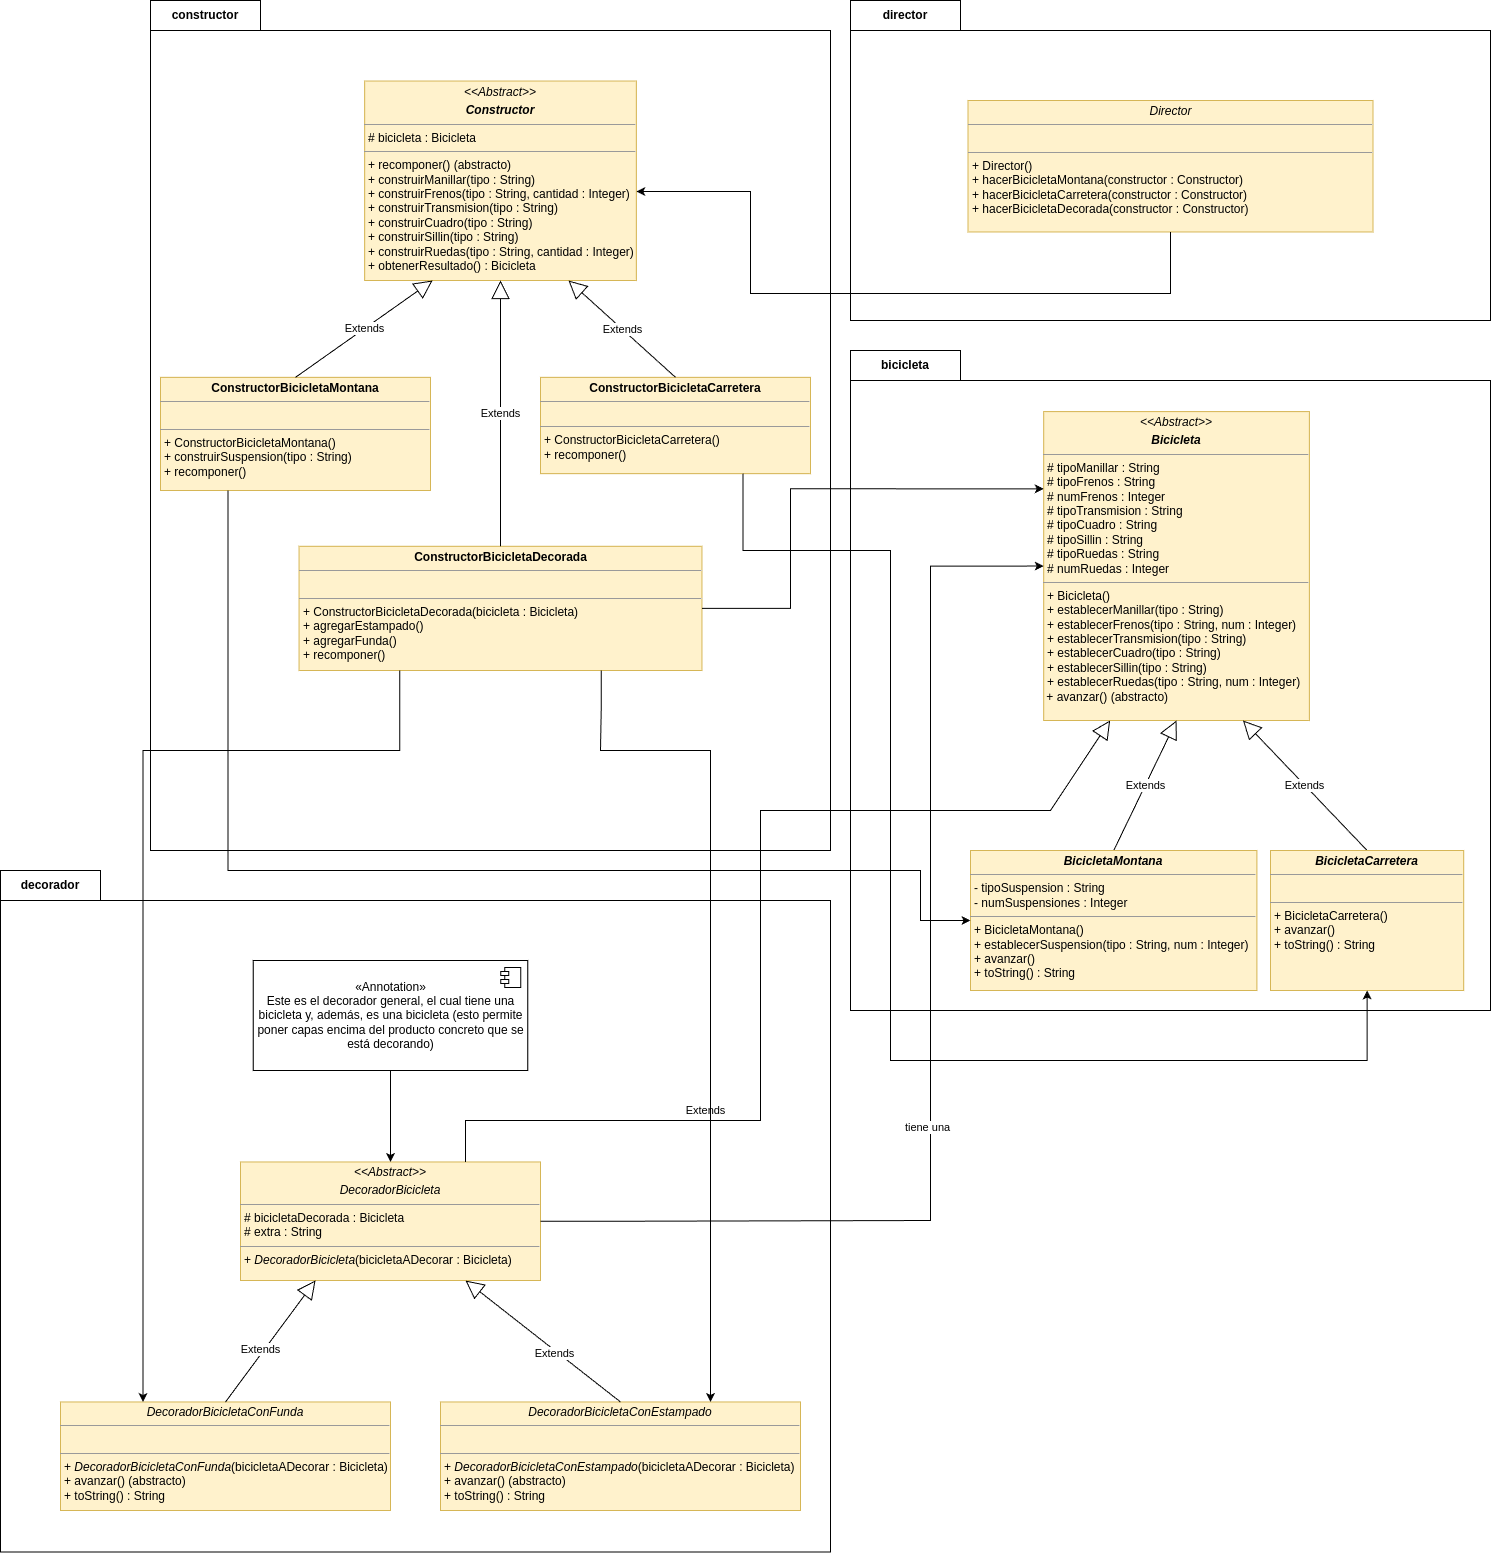 constructor
<<Abstract>>
Constructor
# bicicleta : Bicicleta
+ recomponer() (abstracto)
+ construirManillar(tipo : String)
+ construirFrenos(tipo : String, cantidad : Integer)
+ construirTransmision(tipo : String)
+ construirCuadro(tipo : String)
+ construirSillin(tipo : String)
+ construirRuedas(tipo : String, cantidad : Integer)
+ obtenerResultado() : Bicicleta
Extends
Extends
Extends
ConstructorBicicletaMontana
+ ConstructorBicicletaMontana()
+ construirSuspension(tipo : String)
+ recomponer()
ConstructorBicicletaCarretera
+ ConstructorBicicletaCarretera()
+ recomponer()
ConstructorBicicletaDecorada
+ ConstructorBicicletaDecorada(bicicleta : Bicicleta)
+ agregarEstampado()
+ agregarFunda()
+ recomponer()
director
Director
+ Director()
+ hacerBicicletaMontana(constructor : Constructor)
+ hacerBicicletaCarretera(constructor : Constructor)
+ hacerBicicletaDecorada(constructor : Constructor)
bicicleta
<<Abstract>>
Bicicleta
# tipoManillar : String
# tipoFrenos : String
# numFrenos : Integer
# tipoTransmision : String
# tipoCuadro : String
# tipoSillin : String
# tipoRuedas : String
# numRuedas : Integer
+ Bicicleta()
+ establecerManillar(tipo : String)
+ establecerFrenos(tipo : String, num : Integer)
+ establecerTransmision(tipo : String)
+ establecerCuadro(tipo : String)
+ establecerSillin(tipo : String)
+ establecerRuedas(tipo : String, num : Integer)
+ avanzar() (abstracto)
Extends
Extends
BicicletaMontana
- tipoSuspension : String
- numSuspensiones : Integer
+ BicicletaMontana()
+ establecerSuspension(tipo : String, num : Integer)
+ avanzar()
+ toString() : String
BicicletaCarretera
+ BicicletaCarretera()
+ avanzar()
+ toString() : String
decorador
«Annotation»
Este es el decorador general, el cual tiene una
bicicleta y, además, es una bicicleta (esto permite
poner capas encima del producto concreto que se
está decorando)
Extends
tiene una
<<Abstract>>
DecoradorBicicleta
# bicicletaDecorada : Bicicleta
# extra : String
+ DecoradorBicicleta(bicicletaADecorar : Bicicleta)
Extends
Extends
DecoradorBicicletaConFunda
+ DecoradorBicicletaConFunda(bicicletaADecorar : Bicicleta)
+ avanzar() (abstracto)
+ toString() : String
DecoradorBicicletaConEstampado
+ DecoradorBicicletaConEstampado(bicicletaADecorar : Bicicleta)
+ avanzar() (abstracto)
+ toString() : String